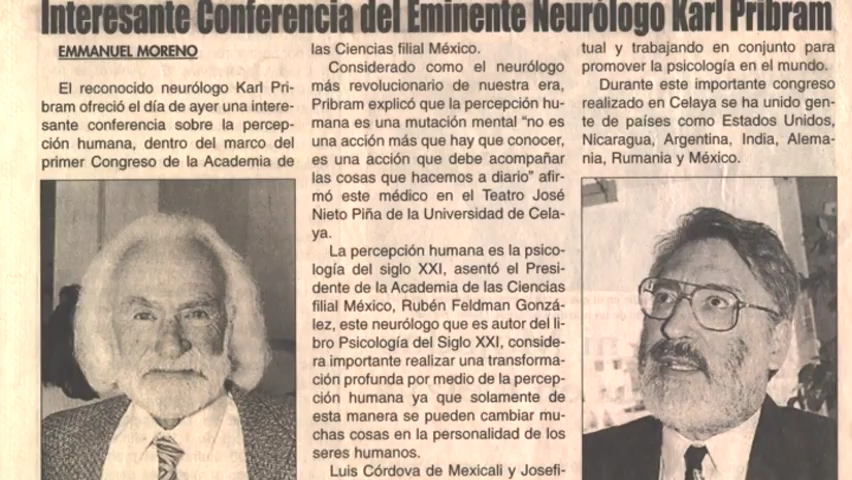 Interesante Conferencia del Eminente Neurólogo Karl Pribram
EMMANUEL MORENO
El reconocido neurólogo Karl Pri-
bram ofreció el día de ayer una intere-
sante conferencia sobre la percep-
ción humana, dentro del marco del
primer Congreso de la Academia de
las Ciencias filial México.
Considerado como el neurólogo
más revolucionario de nuestra era,
Pribram explicó que la percepción hu-
mana es una mutación mental “no es
una acción más que hay que conocer,
es una acción que debe acompañar
las cosas que hacemos a diario” afir-
mó este médico en el Teatro José
Nieto Piña de la Universidad de Cela-
ya.
La percepción humana es la psico-
logía del siglo XXI, asentó el Presi-
dente de la Academia de las Ciencias
filial México, Rubén Feldman Gonzá-
lez, este neurólogo que es autor del li-
bro Psicología del Siglo XXI, conside-
ra importante realizar una transforma-
ción profunda por medio de la percep-
ción humana ya que solamente de
esta manera se pueden cambiar mu-
chas cosas en la personalidad de los
seres humanos.
Luis Córdova de Mexicali y Josefi-
tual y trabajando en conjunto para
promover la psicología en el mundo.
Durante este importante congreso
realizado en Celaya se ha unido gen-
te de países como Estados Unidos,
Nicaragua, Argentina, India, Alema-
nia, Rumania y México.